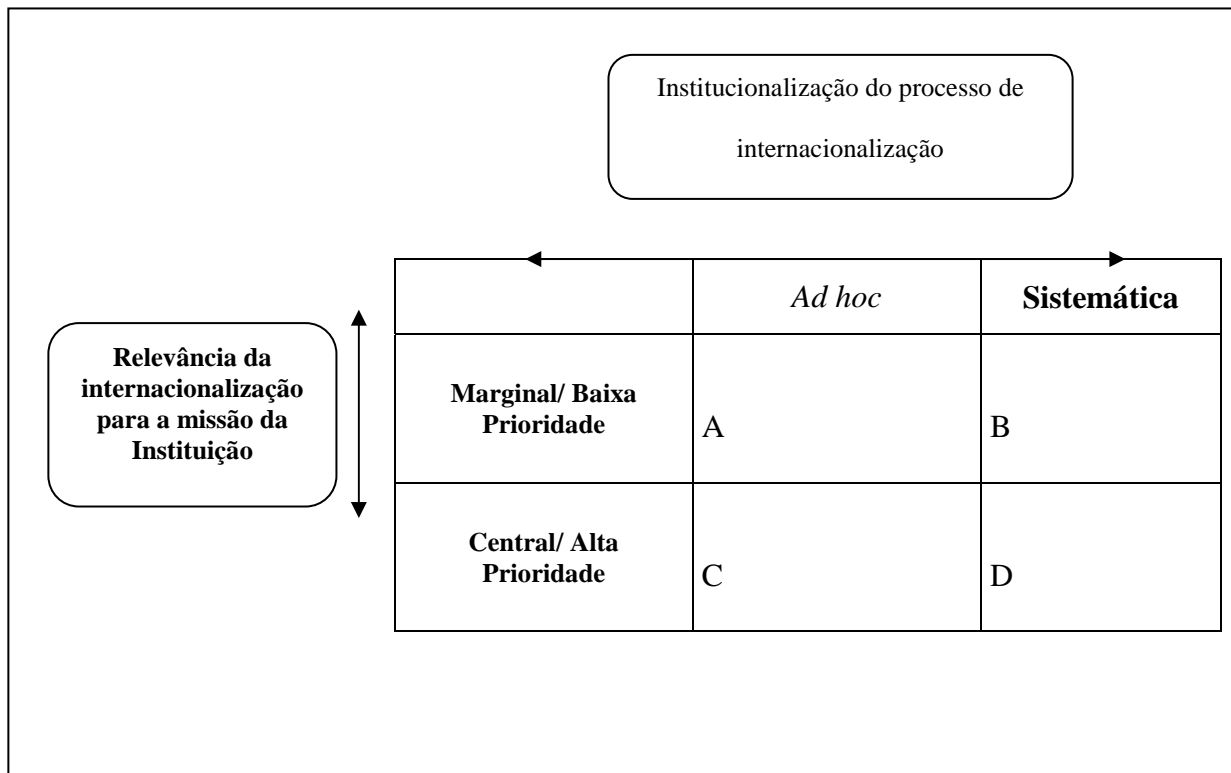 Institucionalização do processo de
internacionalização
Ad hoc
Sistemática
Relevância da
internacionalização
para a missão da
Instituição
Marginal/ Baixa
Prioridade
A
B
Central/ Alta
Prioridade
C
D